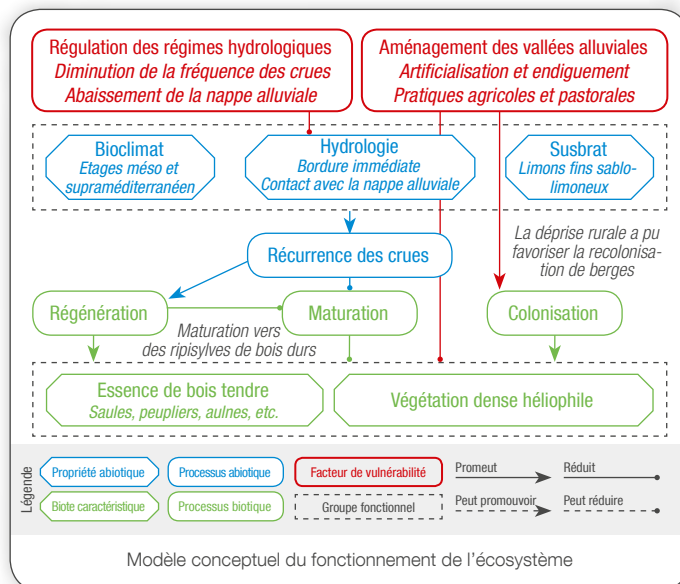 Régulation des régimes hydrologiques
Diminution de la fréquence des crues
Abaissement de la nappe alluviale
Aménagement des vallées alluviales
Artificialisation et endiguement
Pratiques agricoles et pastorales
Bioclimat
Etages méso et
supraméditerranéen
Hydrologie
Bordure immédiate
Contact avec la nappe alluviale
Susbrat
Limons fins sablo-
limoneux
Récurrence des crues
La déprise rurale a pu
favoriser la recolonisa-
tion de berges
Régénération
Maturation
Colonisation
Maturation vers
des ripisylves de bois durs
Essence de bois tendre
Saules, peupliers, aulnes, etc.
Végétation dense héliophile
Légende
Propriété abiotique
Processus abiotique
Facteur de vulnérabilité
Promeut
Réduit
Biote caractéristique
Processus biotique
Groupe fonctionnel
Peut promouvoir
Peut réduire
Modèle conceptuel du fonctionnement de l'écosystème